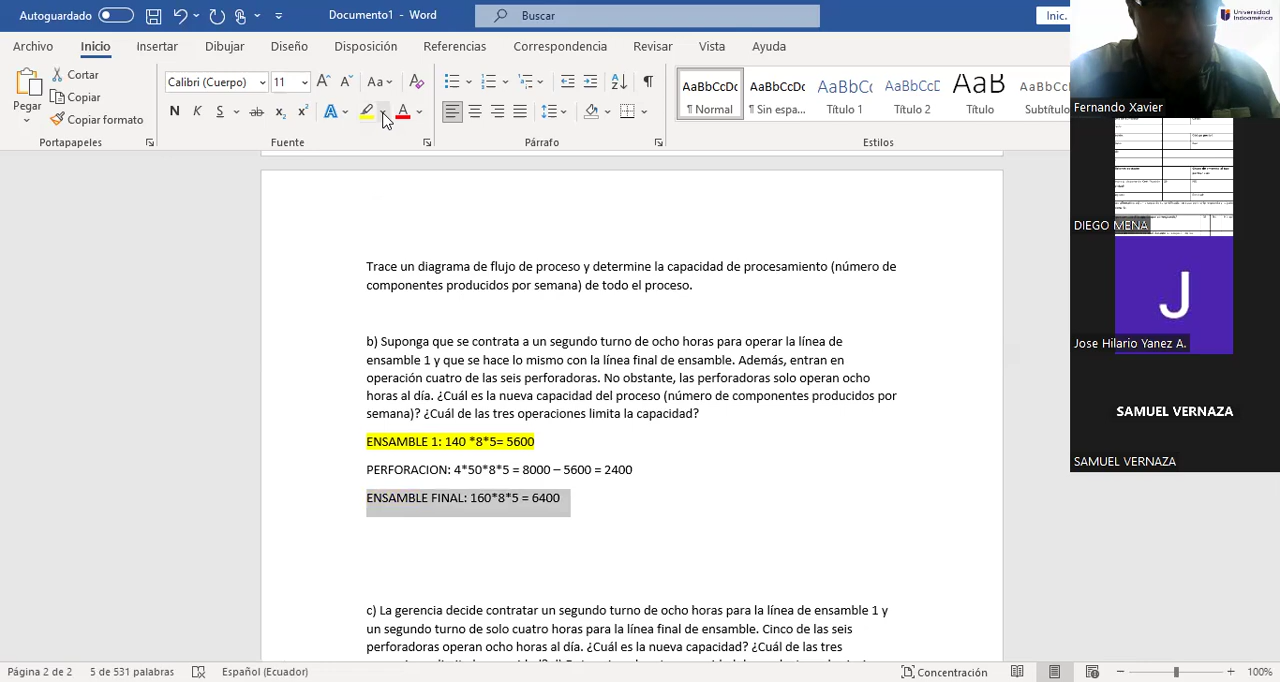 Autoguardado
Documento1 - Word
Buscar
Inic.
Universidad
Indoamérica
Archivo Inicio Insertar Dibujar Diseño Disposición Referencias Correspondencia Revisar Vista Ayuda
Pegar
Cortar
Copiar
Copiar formato
Portapapeles
Calibri (Cuerpo) 11
N K S ab x₂ x²
Fuente
Párrafo
AaBbCcDc AaBbCcDc AaBbCc AaBbCcC AaB AaBbCcC
¶ Normal ¶ Sin espa... Título 1 Título 2 Título Subtítulo
Estilos
Trace un diagrama de flujo de proceso y determine la capacidad de procesamiento (número de
componentes producidos por semana) de todo el proceso.
b) Suponga que se contrata a un segundo turno de ocho horas para operar la línea de
ensamble 1 y que se hace lo mismo con la línea final de ensamble. Además, entran en
operación cuatro de las seis perforadoras. No obstante, las perforadoras solo operan ocho
horas al día. ¿Cuál es la nueva capacidad del proceso (número de componentes producidos por
semana)? ¿Cuál de las tres operaciones limita la capacidad?
ENSAMBLE 1: 140 *8*5= 5600
PERFORACION: 4*50*8*5 = 8000 – 5600 = 2400
ENSAMBLE FINAL: 160*8*5 = 6400
c) La gerencia decide contratar un segundo turno de ocho horas para la línea de ensamble 1 y
un segundo turno de solo cuatro horas para la línea final de ensamble. Cinco de las seis
perforadoras operan ocho horas al día. ¿Cuál es la nueva capacidad? ¿Cuál de las tres
Fernando Xavier
DIEGO MENA
J
Jose Hilario Yanez A.
SAMUEL VERNAZA
SAMUEL VERNAZA
Página 2 de 2 5 de 531 palabras Español (Ecuador) Concentración 100%